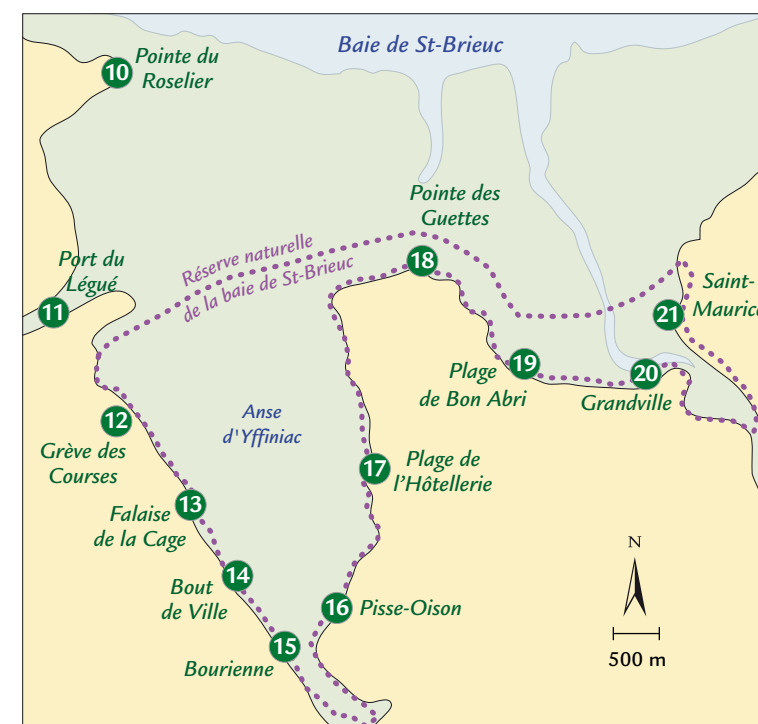 Baie de St-Brieuc
10
Pointe du
Roselier
Pointe des
Guettes
18
Réserve naturelle
de la baie de St-Brieuc
Port du
Légué
11
Saint-
Maurice
21
19
Plage
de Bon Abri
20
Grandville
Anse
d'Yffiniac
12
Grève des
Courses
17
Plage de
l'Hôtellerie
13
Falaise
de la Cage
14
Bout
de Ville
16
Pisse-Oison
15
Bourienne
N
500 m